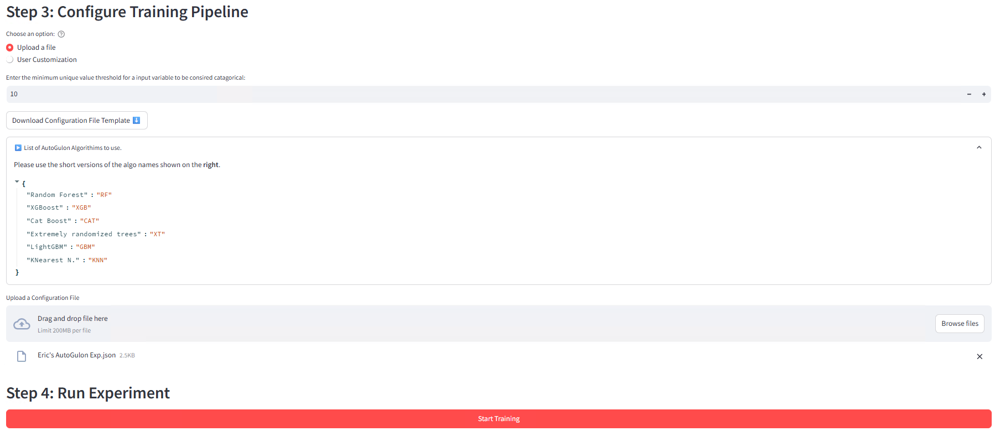 Step 3: Configure Training Pipeline
Choose an option:
Upload a file
User Customization
Enter the minimum unique value threshold for a input variable to be consired catagorical:
10
Download Configuration File Template
List of AutoGulon Algorithims to use.
Please use the short versions of the algo names shown on the right.
{
"Random Forest" : "RF"
"XGBoost" : "XGB"
"Cat Boost" : "CAT"
"Extremely randomized trees" : "XT"
"LightGBM" : "GBM"
"KNearest N." : "KNN"
}
Upload a Configuration File
Drag and drop file here
Limit 200MB per file
Browse files
Eric's AutoGulon Exp.json 2.5KB
Step 4: Run Experiment
Start Training